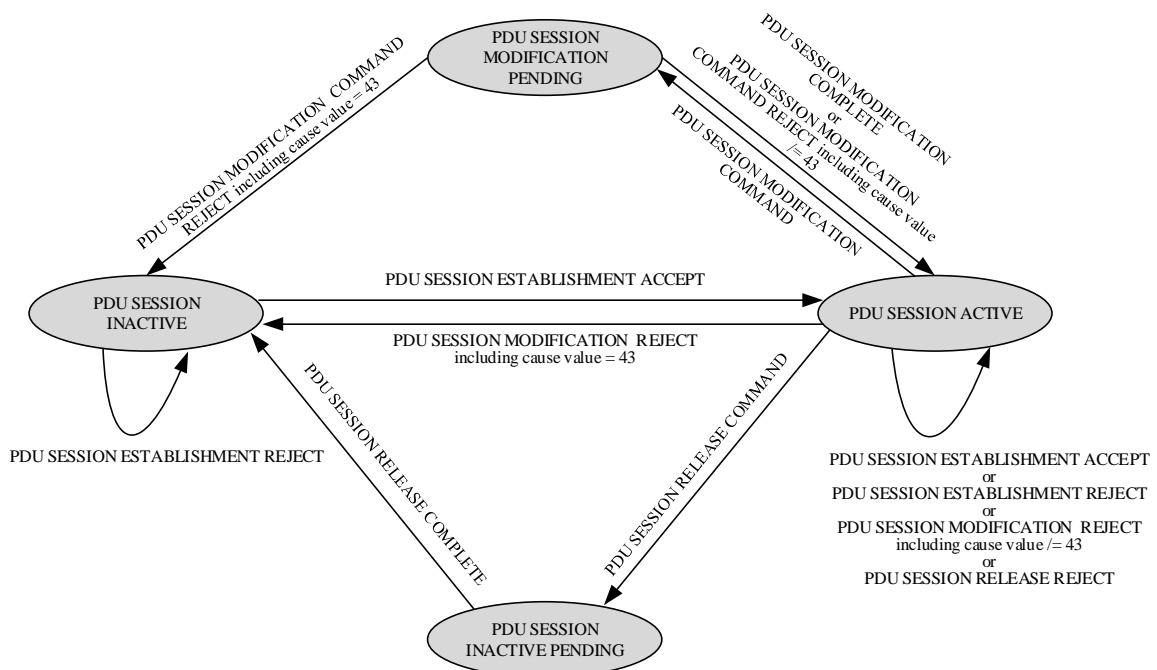 PDU SESSION
MODIFICATION
PENDING
PDU SESSION MODIFICATION  COMMAND
REJECT including cause value = 43
PDU SESSION MODIFICATION
COMPLETE
or
PDU SESSION MODIFICATION
COMMAND REJECT including cause value
/= 43
PDU SESSION MODIFICATION
COMMAND
PDU SESSION
INACTIVE
PDU SESSION ESTABLISHMENT ACCEPT
PDU SESSION ACTIVE
PDU SESSION MODIFICATION  REJECT
including cause value = 43
PDU SESSION ESTABLISHMENT REJECT
PDU SESSION RELEASE COMPLETE
PDU SESSION RELEASE COMMAND
PDU SESSION ESTABLISHMENT ACCEPT
or
PDU SESSION ESTABLISHMENT REJECT
or
PDU SESSION MODIFICATION  REJECT
including cause value /= 43
or
PDU SESSION RELEASE REJECT
PDU SESSION
INACTIVE PENDING